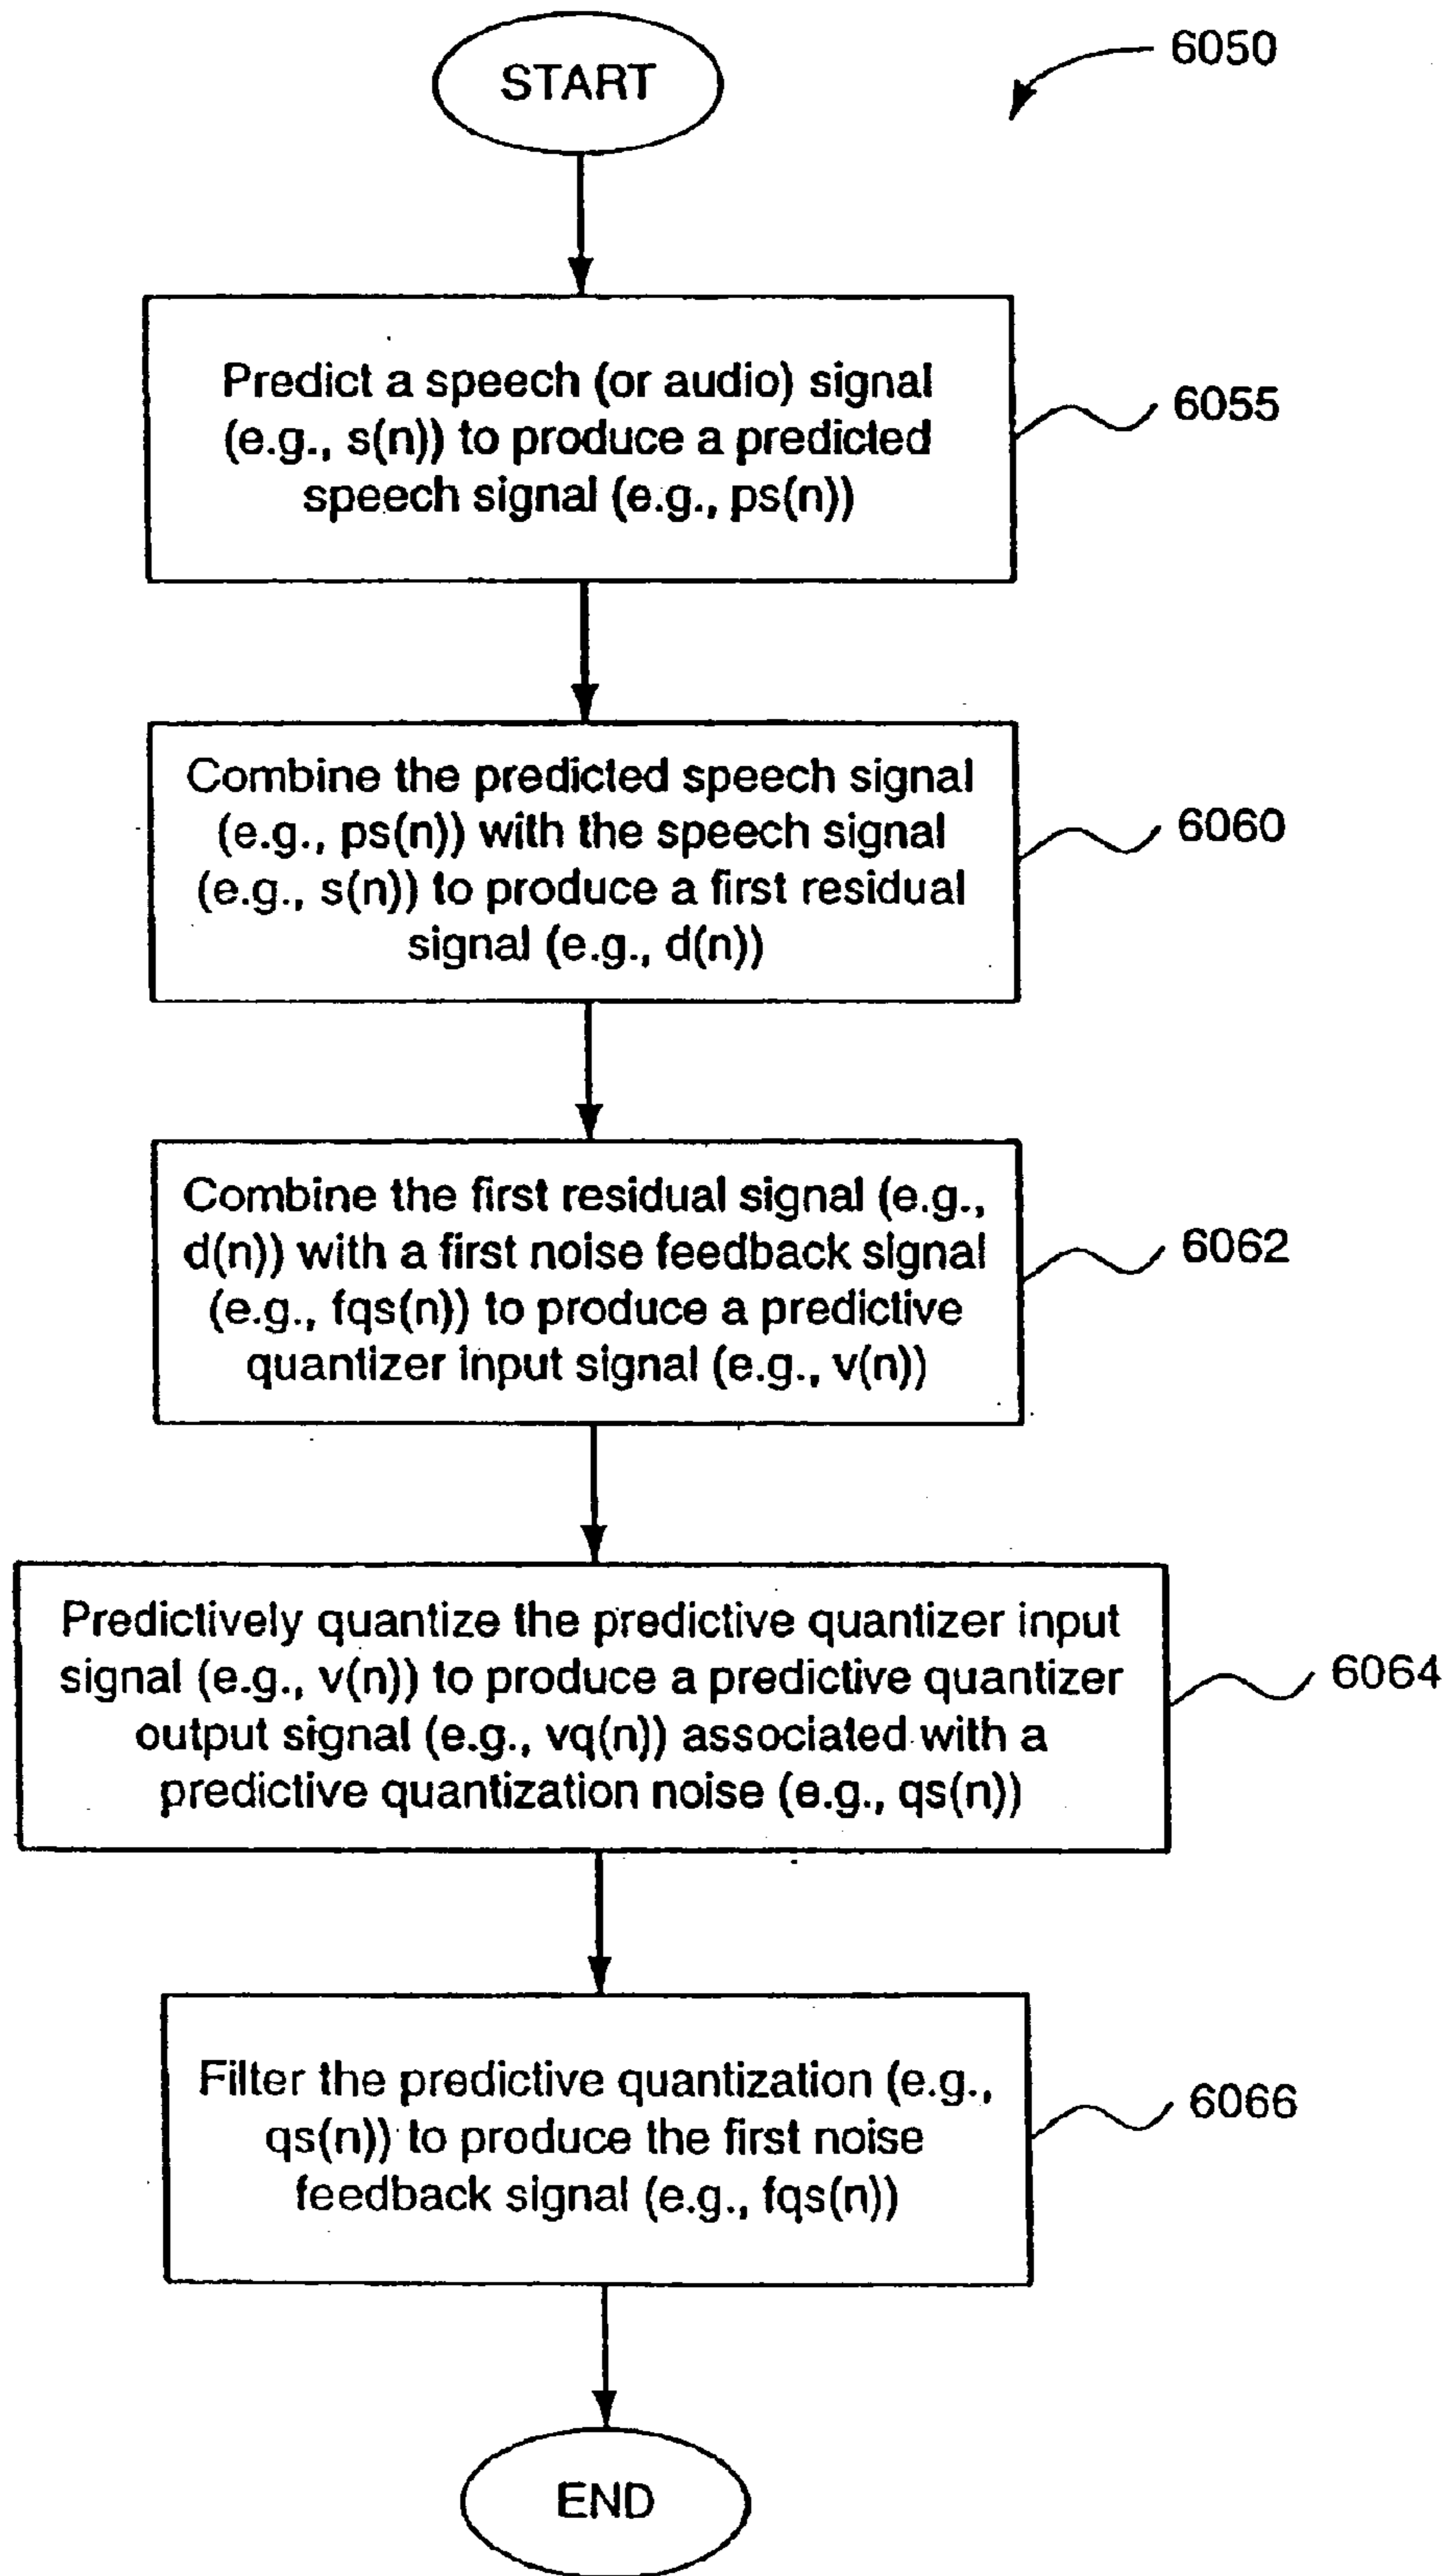 START
6050
Predict a speech (or audio) signal
(e.g., s(n)) to produce a predicted
speech signal (e.g., ps(n))
6055
Combine the predicted speech signal
(e.g., ps(n)) with the speech signal
(e.g., s(n)) to produce a first residual
signal (e.g., d(n))
6060
Combine the first residual signal (e.g.,
d(n)) with a first noise feedback signal
(e.g., fqs(n)) to produce a predictive
quantizer input signal (e.g., v(n))
6062
Predictively quantize the predictive quantizer input
signal (e.g., v(n)) to produce a predictive quantizer
output signal (e.g., vq(n)) associated with a
predictive quantization noise (e.g., qs(n))
6064
Filter the predictive quantization (e.g.,
qs(n)) to produce the first noise
feedback signal (e.g., fqs(n))
6066
END